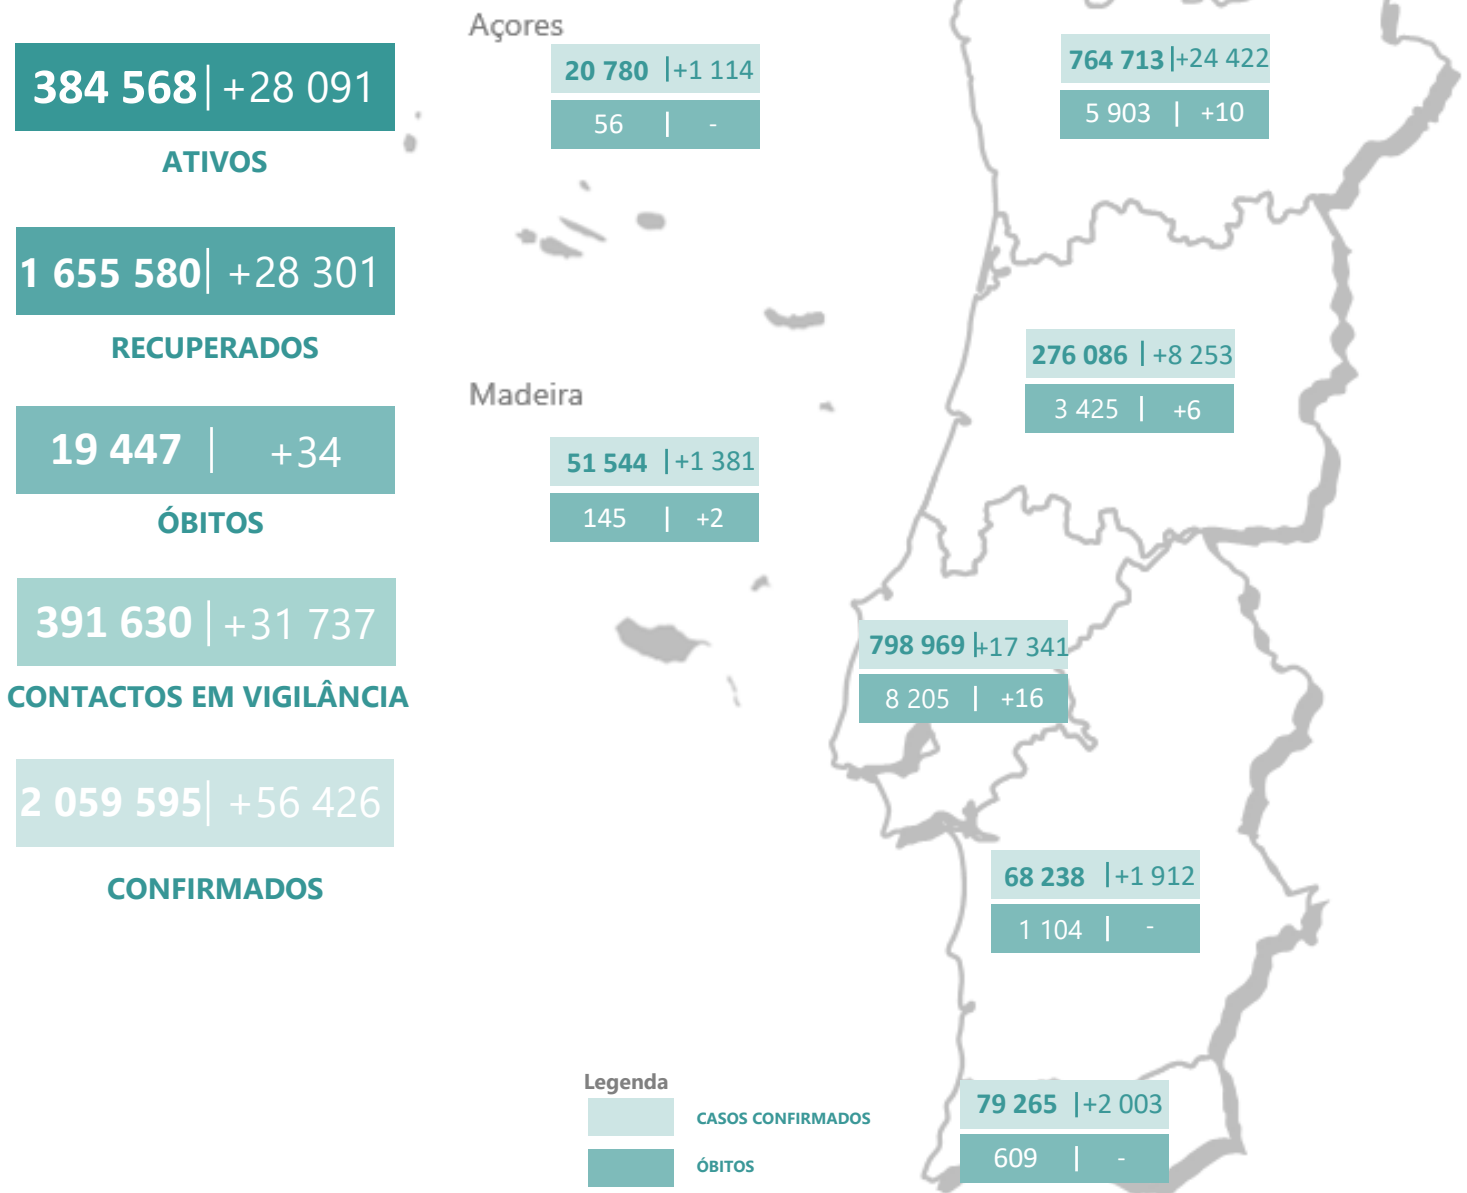 384 568 | +28 091
ATIVOS
1 655 580 | +28 301
RECUPERADOS
19 447 | +34
ÓBITOS
391 630 | +31 737
CONTACTOS EM VIGILÂNCIA
2 059 595 | +56 426
CONFIRMADOS
Açores
20 780 | +1 114
56 | -
Madeira
51 544 | +1 381
145 | +2
764 713 | +24 422
5 903 | +10
276 086 | +8 253
3 425 | +6
798 969 | +17 341
8 205 | +16
68 238 | +1 912
1 104 | -
79 265 | +2 003
609 | -
Legenda
CASOS CONFIRMADOS
ÓBITOS